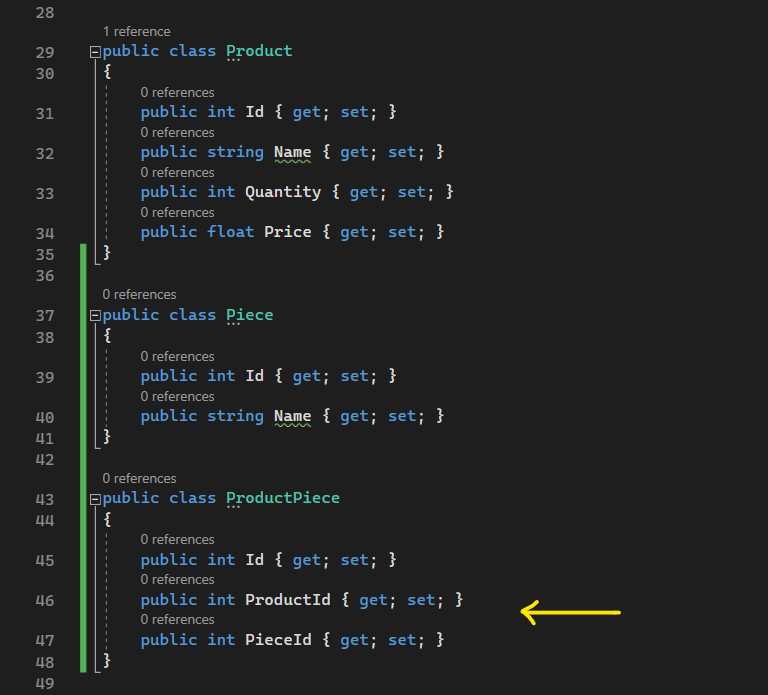 28
1 reference
29 public class Product
30 {
0 references
31 public int Id { get; set; }
0 references
32 public string Name { get; set; }
0 references
33 public int Quantity { get; set; }
0 references
34 public float Price { get; set; }
35 }
36
0 references
37 public class Piece
38 {
0 references
39 public int Id { get; set; }
0 references
40 public string Name { get; set; }
41 }
42
0 references
43 public class ProductPiece
44 {
0 references
45 public int Id { get; set; }
0 references
46 public int ProductId { get; set; }
0 references
47 public int PieceId { get; set; }
48 }
49